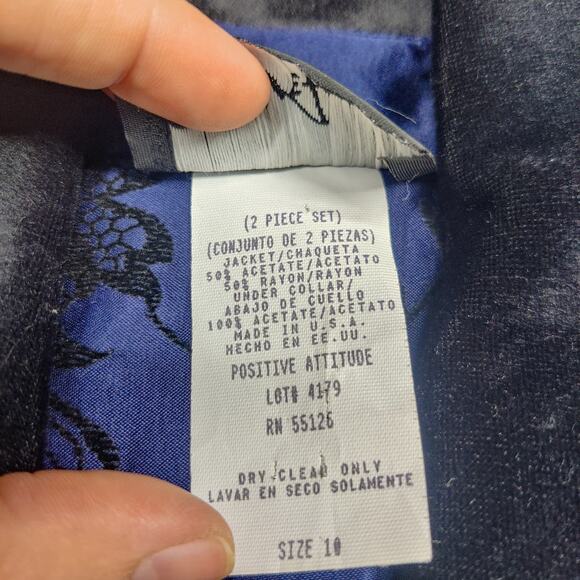 (2 PIECE SET)
(CONJUNTO DE 2 PIEZAS)
JACKET/CHAQUETA
50% ACETATE/ACETATO
50% RAYON/RAYON
UNDER COLLAR/
ABAJO DE CUELLO
100% ACETATE/ACETATO
MADE IN U.S.A.
HECHO EN EE.UU.
POSITIVE ATTITUDE
LOT# 4179
RN 55126
DRY CLEAN ONLY
LAVAR EN SECO SOLAMENTE
SIZE 10